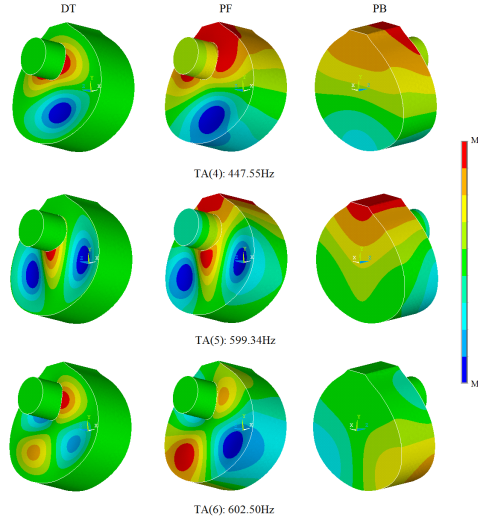 DT PF PB
M
TA(4): 447.55Hz
TA(5): 599.34Hz
M
TA(6): 602.50Hz